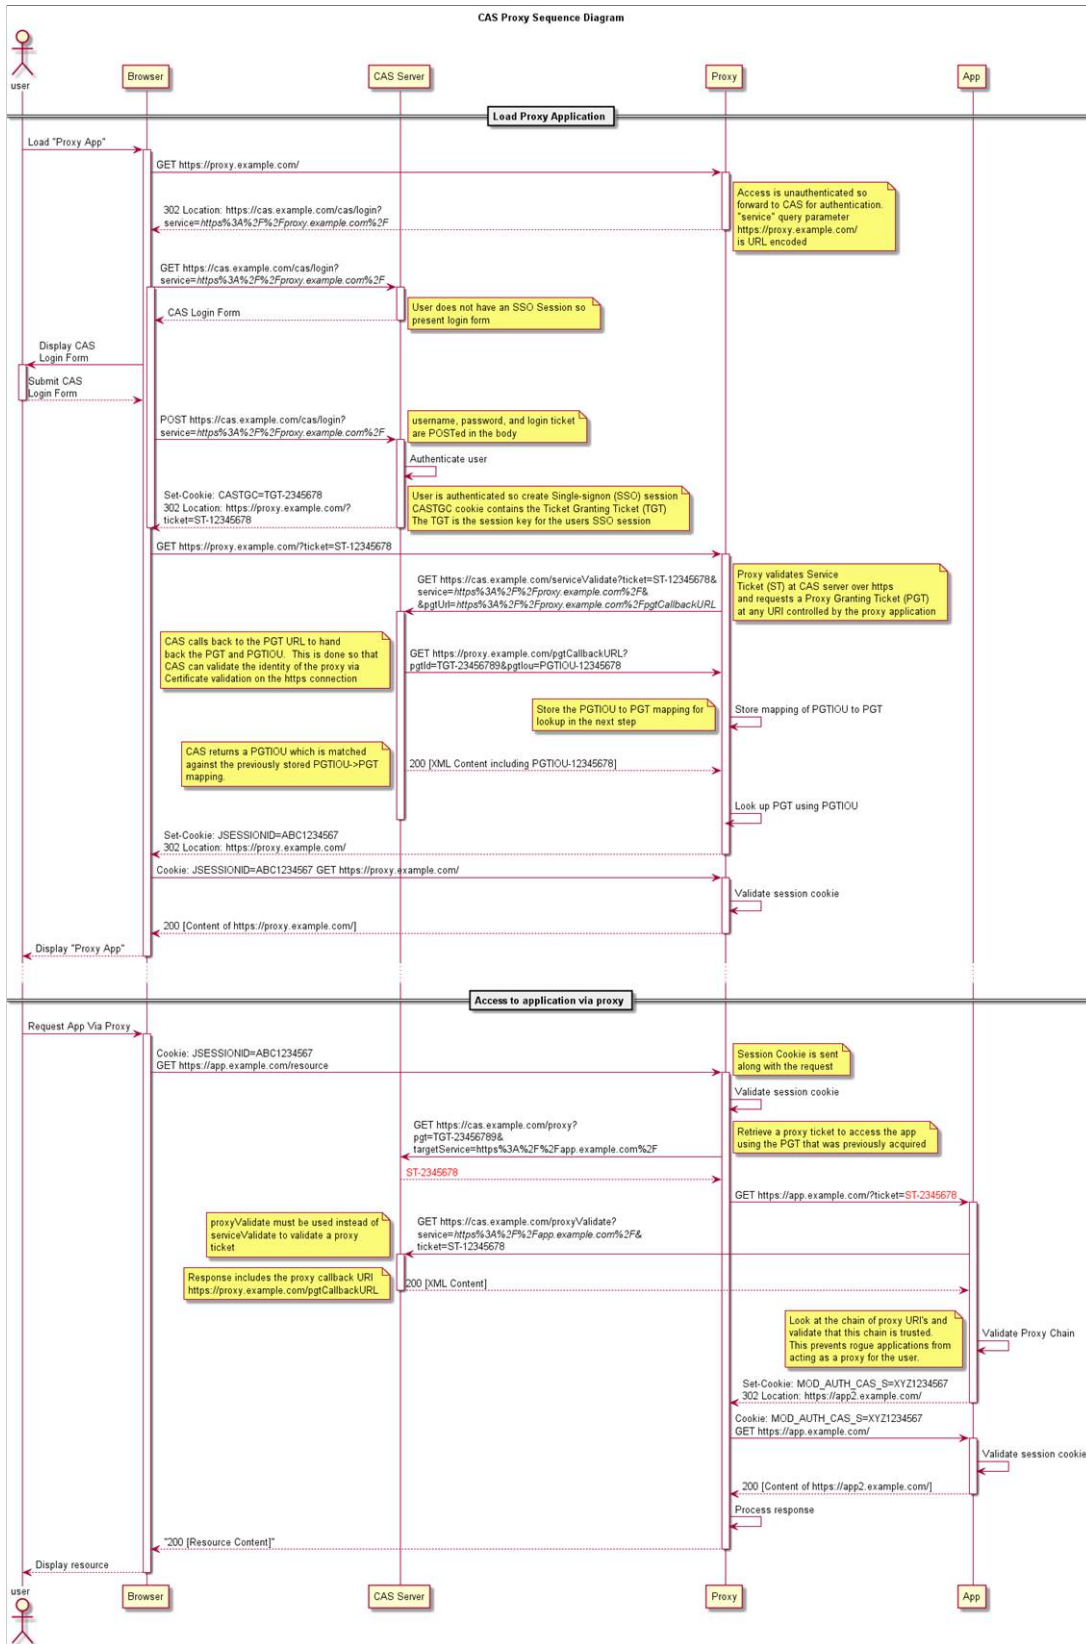 CAS Proxy Sequence Diagram
user
Browser
CAS Server
Proxy
App
Load Proxy Application
Load "Proxy App"
GET https://proxy.example.com/
Access is unauthenticated so
forward to CAS for authentication.
"service" query parameter
https://proxy.example.com/
is URL encoded
302 Location: https://cas.example.com/cas/login?
service=https%3A%2F%2Fproxy.example.com%2F
GET https://cas.example.com/cas/login?
service=https%3A%2F%2Fproxy.example.com%2F
User does not have an SSO Session so
present login form
CAS Login Form
Display CAS
Login Form
Submit CAS
Login Form
POST https://cas.example.com/cas/login?
service=https%3A%2F%2Fproxy.example.com%2F
username, password, and login ticket
are POSTed in the body
Authenticate user
Set-Cookie: CASTGC=TGT-2345678
302 Location: https://proxy.example.com/?
ticket=ST-12345678
User is authenticated so create Single-signon (SSO) session
CASTGC cookie contains the Ticket Granting Ticket (TGT)
The TGT is the session key for the users SSO session
GET https://proxy.example.com/?ticket=ST-12345678
GET https://cas.example.com/serviceValidate?ticket=ST-12345678&
service=https%3A%2F%2Fproxy.example.com%2F&
&pgtUrl=https%3A%2F%2Fproxy.example.com%2FpgtCallbackURL
Proxy validates Service
Ticket (ST) at CAS server over https
and requests a Proxy Granting Ticket (PGT)
at any URI controlled by the proxy application
CAS calls back to the PGT URL to hand
back the PGT and PGTIOU. This is done so that
CAS can validate the identity of the proxy via
Certificate validation on the https connection
GET https://proxy.example.com/pgtCallbackURL?
pgtId=TGT-23456789&pgtIou=PGTIOU-12345678
Store the PGTIOU to PGT mapping for
lookup in the next step
Store mapping of PGTIOU to PGT
CAS returns a PGTIOU which is matched
against the previously stored PGTIOU->PGT
mapping.
200 [XML Content including PGTIOU-12345678]
Look up PGT using PGTIOU
Set-Cookie: JSESSIONID=ABC1234567
302 Location: https://proxy.example.com/
Cookie: JSESSIONID=ABC1234567 GET https://proxy.example.com/
Validate session cookie
200 [Content of https://proxy.example.com/]
Display "Proxy App"
Access to application via proxy
Request App Via Proxy
Cookie: JSESSIONID=ABC1234567
GET https://app.example.com/resource
Session Cookie is sent
along with the request
Validate session cookie
GET https://cas.example.com/proxy?
pgt=TGT-23456789&
targetService=https%3A%2F%2Fapp.example.com%2F
Retrieve a proxy ticket to access the app
using the PGT that was previously acquired
ST-2345678
GET https://app.example.com/?ticket=ST-2345678
proxyValidate must be used instead of
serviceValidate to validate a proxy
ticket
GET https://cas.example.com/proxyValidate?
service=https%3A%2F%2Fapp.example.com%2F&
ticket=ST-12345678
Response includes the proxy callback URI
https://proxy.example.com/pgtCallbackURL
200 [XML Content]
Look at the chain of proxy URI's and
validate that this chain is trusted.
This prevents rogue applications from
acting as a proxy for the user.
Validate Proxy Chain
Set-Cookie: MOD_AUTH_CAS_S=XYZ1234567
302 Location: https://app2.example.com/
Cookie: MOD_AUTH_CAS_S=XYZ1234567
GET https://app.example.com/
Validate session cookie
200 [Content of https://app2.example.com/]
Process response
"200 [Resource Content]"
Display resource
user
Browser
CAS Server
Proxy
App